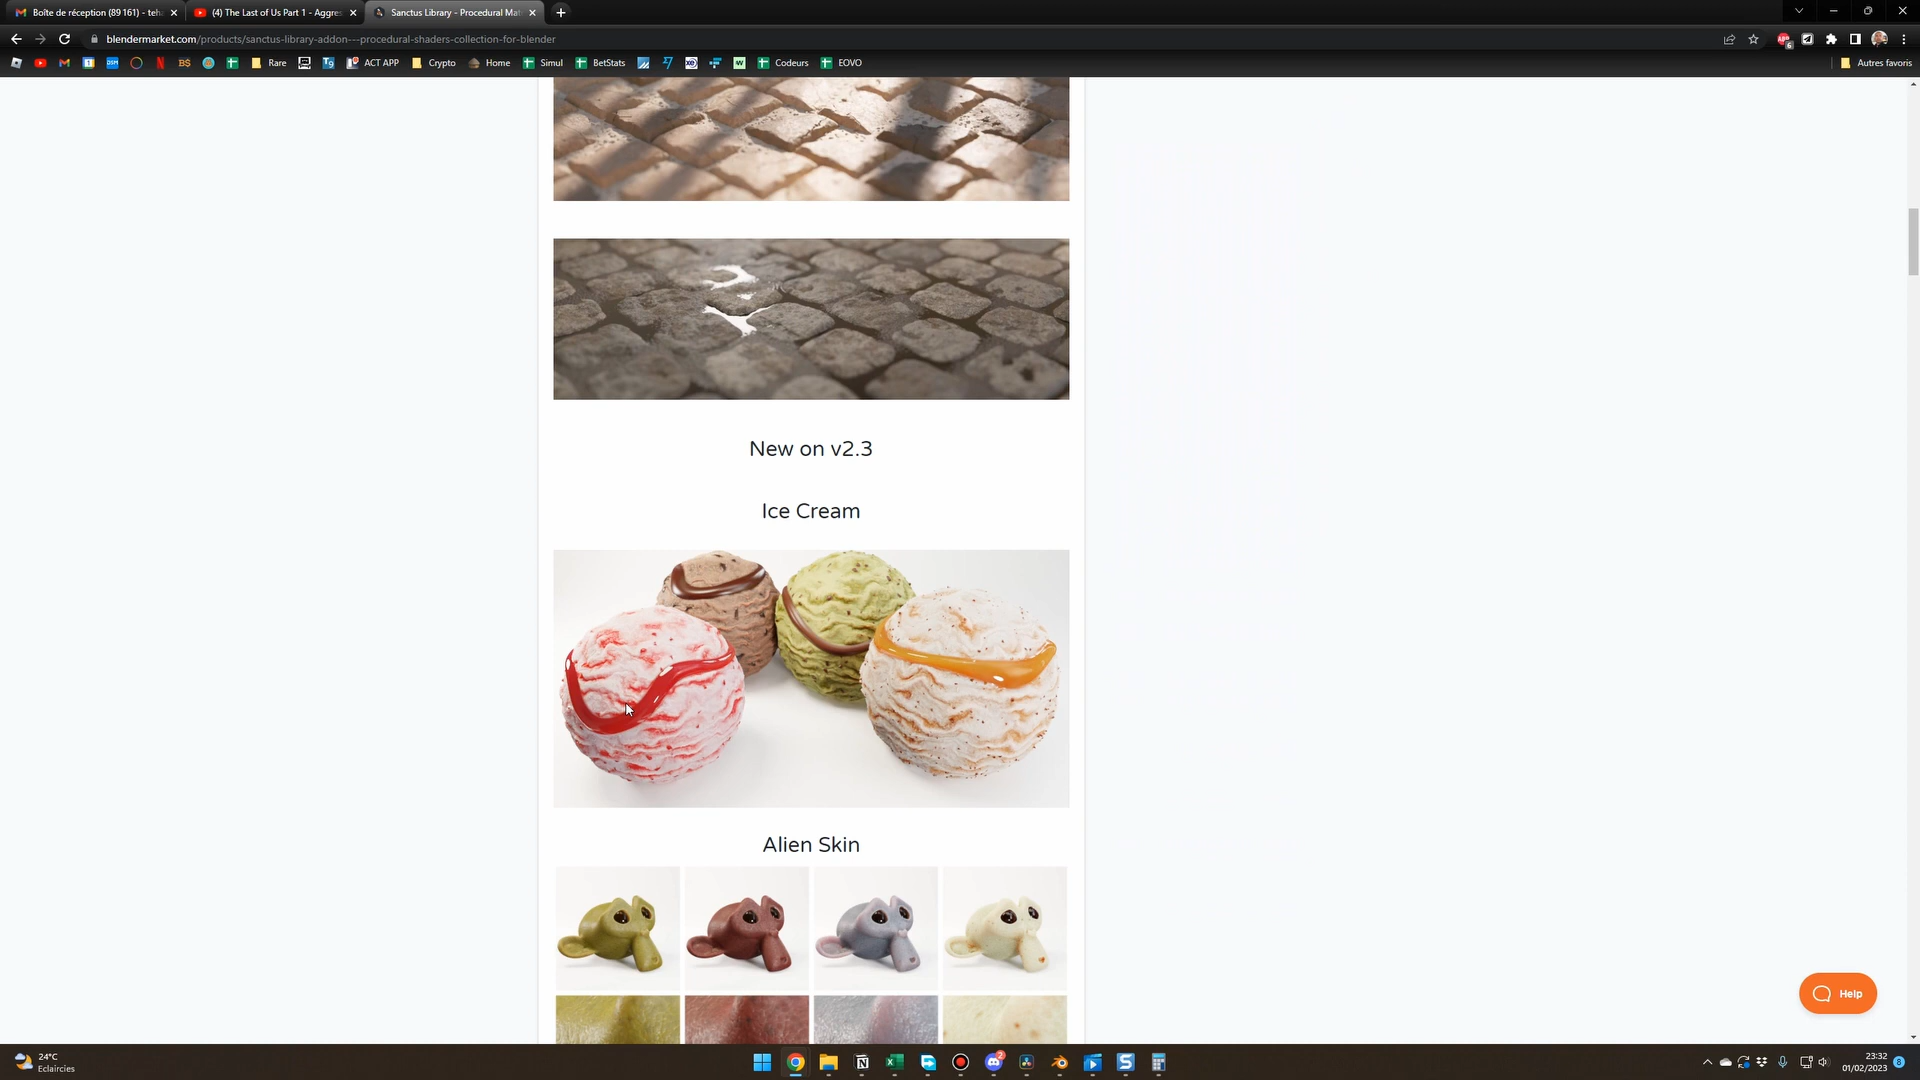 Boîte de réception (89 161) - teh
(4) The Last of Us Part 1 - Aggres
Sanctus Library - Procedural Mat
blendermarket.com/products/sanctus-library-addon---procedural-shaders-collection-for-blender
Rare
ACT APP
Crypto
Home
Simul
BetStats
Codeurs
EOVO
Autres favoris
New on v2.3
Ice Cream
Alien Skin
Help
24°C
Eclaircies
23:32
01/02/2023